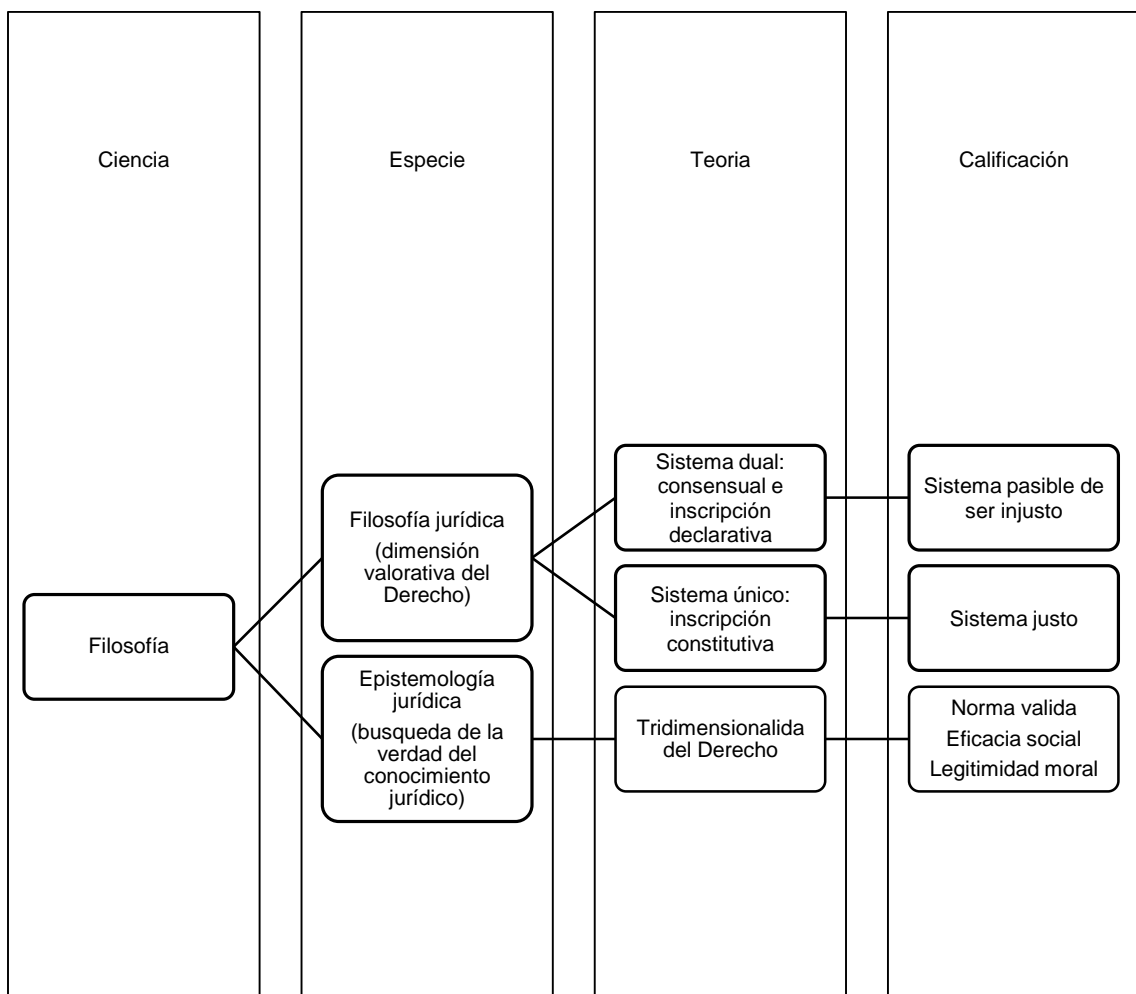 Ciencia
Especie
Teoria
Calificación
Filosofía
Filosofía jurídica
(dimensión
valorativa del
Derecho)
Epistemología
jurídica
(busqueda de la
verdad del
conocimiento
jurídico)
Sistema dual:
consensual e
inscripción
declarativa
Sistema único:
inscripción
constitutiva
Tridimensionalida
del Derecho
Sistema pasible de
ser injusto
Sistema justo
Norma valida
Eficacia social
Legitimidad moral